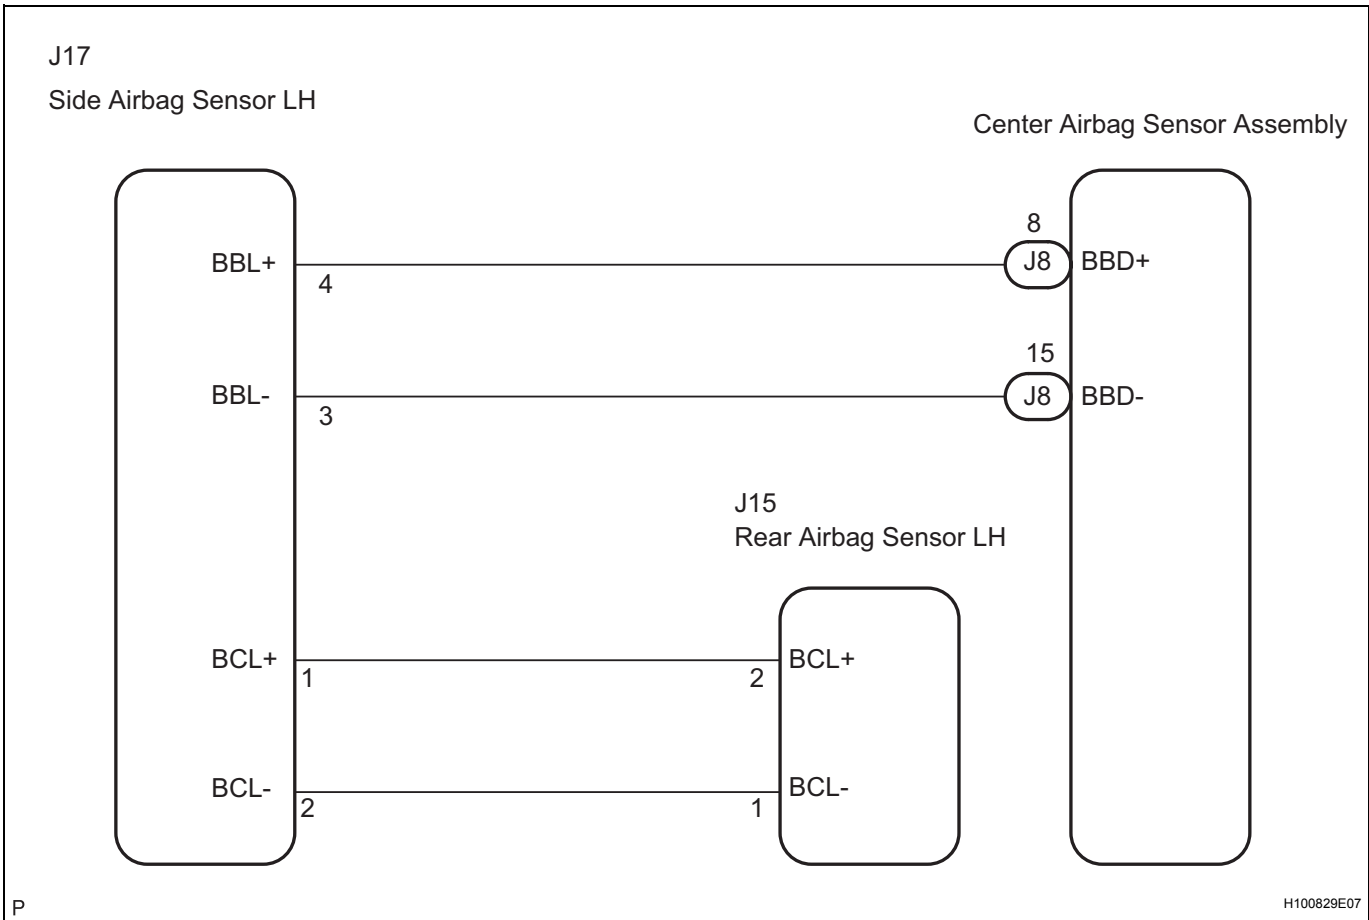 J17
Side Airbag Sensor LH
Center Airbag Sensor Assembly
8
BBL+
J8
BBD+
4
15
BBL-
J8
BBD-
3
J15
Rear Airbag Sensor LH
BCL+
1
2
BCL+
BCL-
2
1
BCL-
P
H100829E07